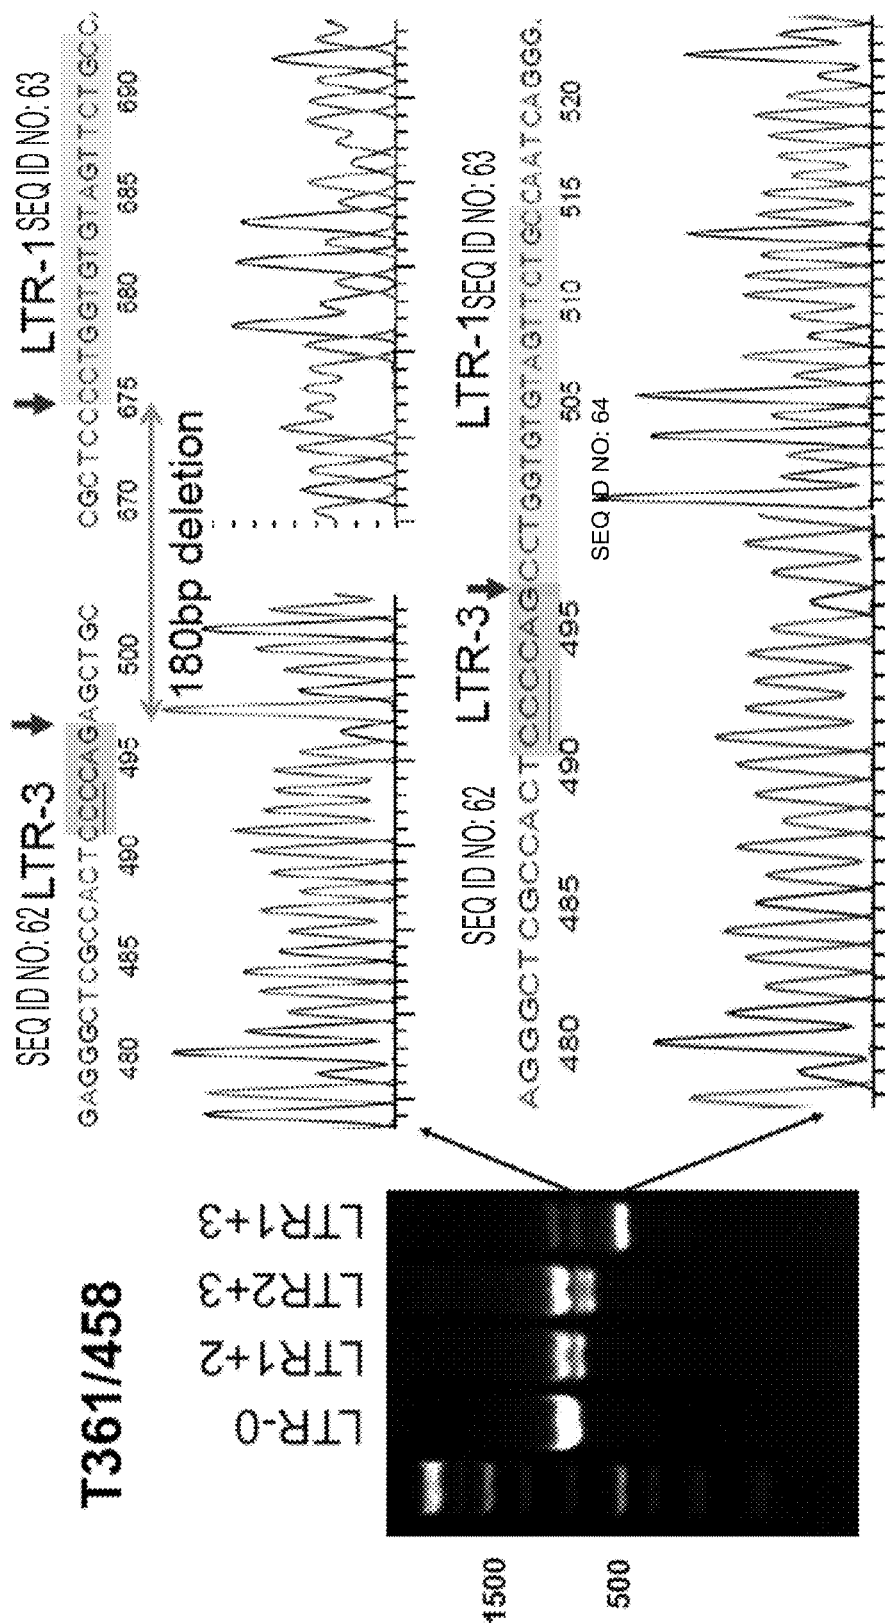 T361/458
LTR-0
LTR1+2
LTR2+3
LTR1+3
1500
500
SEQ ID NO: 62 LTR-3
GAGGGCTCGCCACTCCCCAGAGCTGC
480 485 490 495 500
180bp deletion
LTR-1 SEQ ID NO: 63
CGCTCCCCTGGTGTGTAGTTCTGCC
670 675 680 685 690
SEQ ID NO: 62
LTR-3
LTR-1 SEQ ID NO: 63
AGGGCTCGCCACTCCCCAGCCTGGTGTGTAGTTCTGCCAATCAGGG
480 485 490 495 505 510 515 520
SEQ ID NO: 64